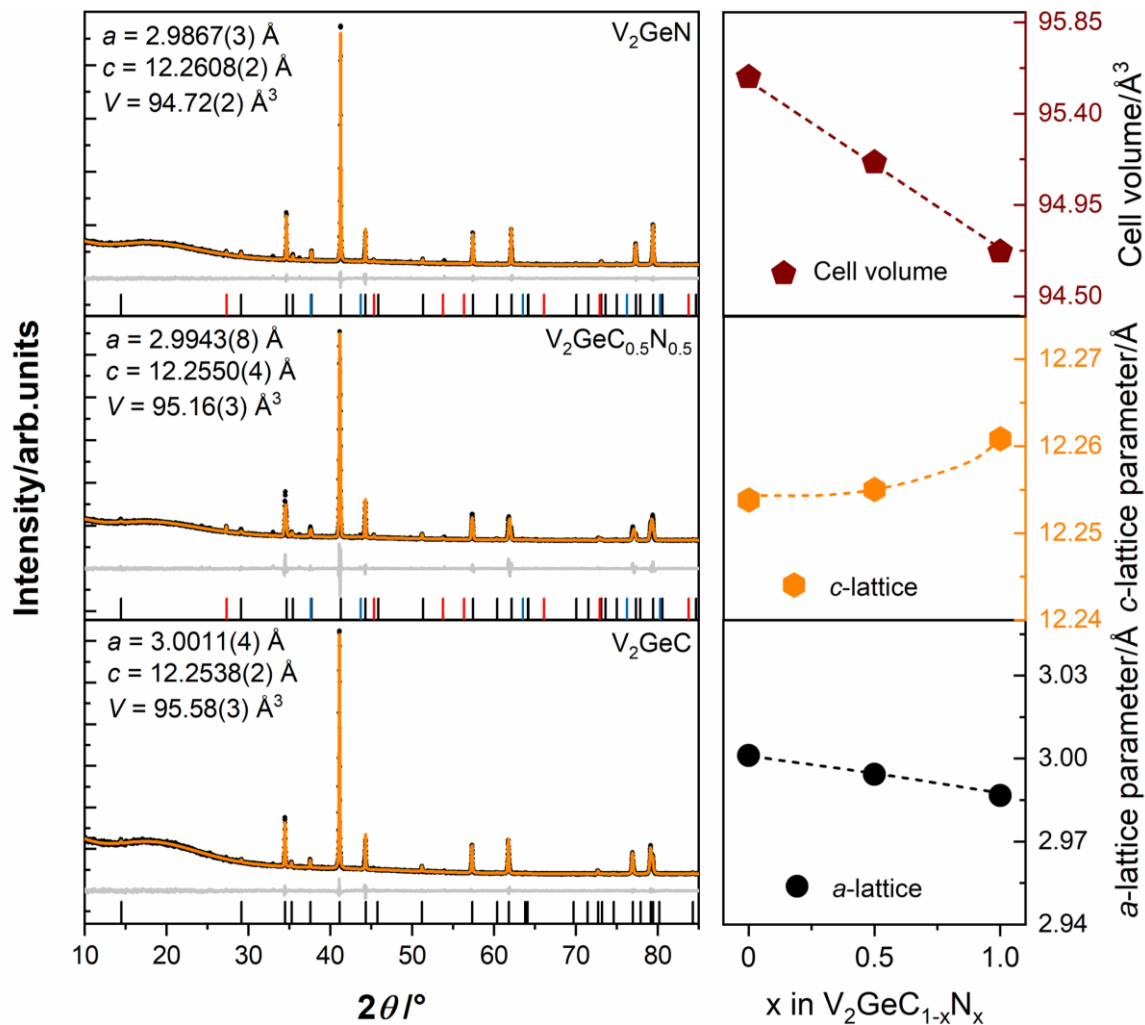 a = 2.9867(3) Å
c = 12.2608(2) Å
V = 94.72(2) Å³
V₂GeN
a = 2.9943(8) Å
c = 12.2550(4) Å
V = 95.16(3) Å³
V₂GeC₀.₅N₀.₅
a = 3.0011(4) Å
c = 12.2538(2) Å
V = 95.58(3) Å³
V₂GeC
Intensity/arb.units
10 20 30 40 50 60 70 80
2θ/°
95.85
95.40
94.95
94.50
Cell volume/Å³
Cell volume
12.27
12.26
12.25
12.24
c-lattice parameter/Å
c-lattice
3.03
3.00
2.97
2.94
a-lattice parameter/Å
a-lattice
0 0.5 1.0
x in V₂GeC₁₋ₓNₓ